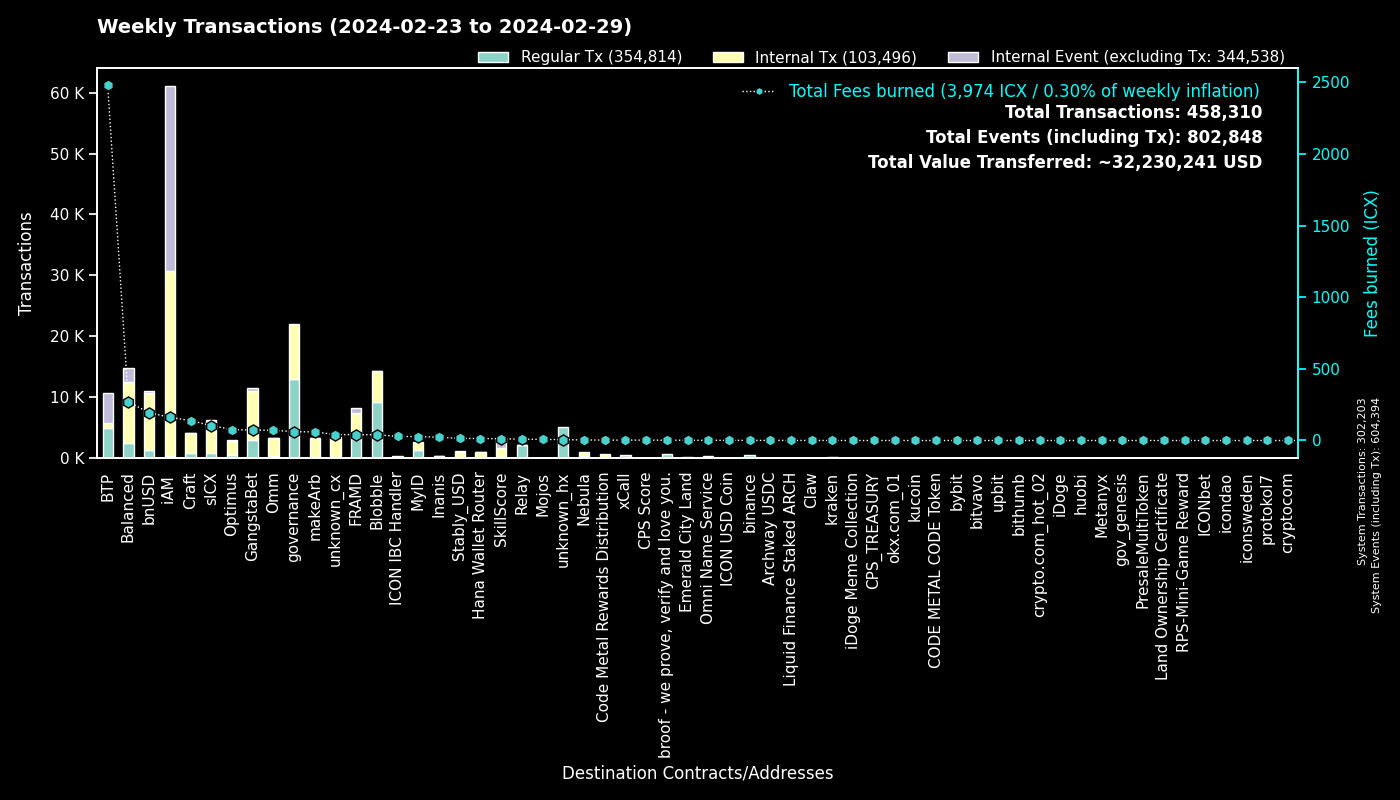 Weekly Transactions (2024-02-23 to 2024-02-29)
Regular Tx (354,814)
Internal Tx (103,496)
Internal Event (excluding Tx: 344,538)
Total Fees burned (3,974 ICX / 0.30% of weekly inflation)
Total Transactions: 458,310
Total Events (including Tx): 802,848
Total Value Transferred: ~32,230,241 USD
Transactions
60 K
50 K
40 K
30 K
20 K
10 K
0 K
2500
2000
1500
1000
500
0
Fees burned (ICX)
System Transactions: 302,203
System Events (including Tx): 604,394
BTP
Balanced
bnUSD
iAM
Craft
sICX
Optimus
GangstaBet
Omm
governance
makeArb
unknown_cx
FRAMD
Blobble
ICON IBC Handler
MyID
Inanis
Stably_USD
Hana Wallet Router
SkillScore
Relay
Mojos
unknown_hx
Nebula
Code Metal Rewards Distribution
xCall
CPS Score
broof - we prove, verify and love you.
Emerald City Land
Omni Name Service
ICON USD Coin
binance
Archway USDC
Liquid Finance Staked ARCH
Claw
kraken
iDoge Meme Collection
CPS_TREASURY
okx.com_01
kucoin
CODE METAL CODE Token
bybit
bitvavo
upbit
bithumb
crypto.com_hot_02
iDoge
huobi
Metanyx
gov_genesis
PresaleMultiToken
Land Ownership Certificate
RPS-Mini-Game Reward
ICONbet
icondao
iconsweden
protokol7
cryptocom
Destination Contracts/Addresses